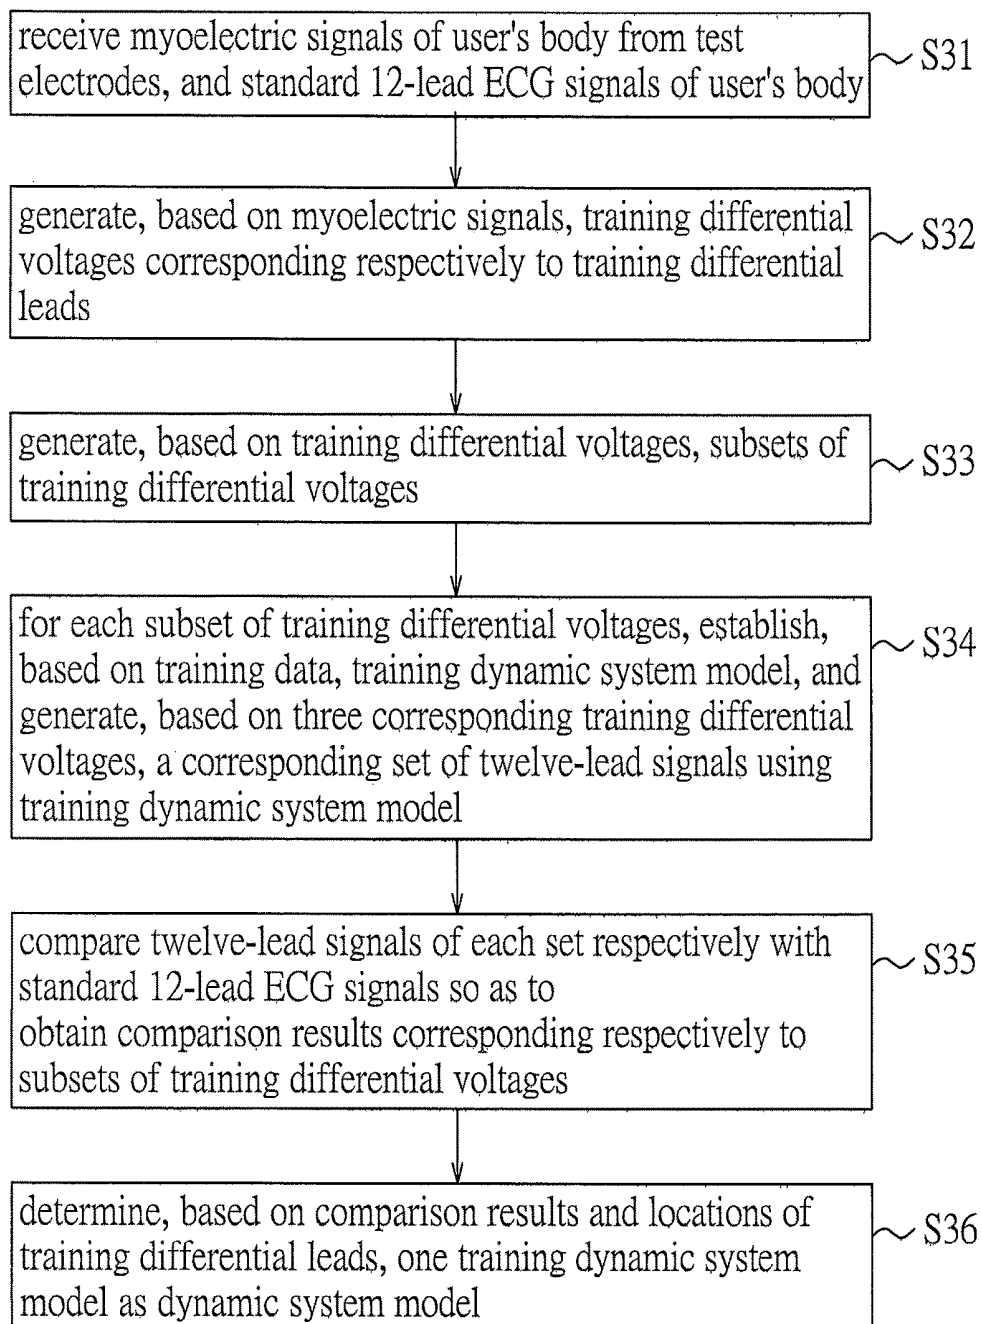 receive myoelectric signals of user's body from test
electrodes, and standard 12-lead ECG signals of user's body
S31
generate, based on myoelectric signals, training differential
voltages corresponding respectively to training differential
leads
S32
generate, based on training differential voltages, subsets of
training differential voltages
S33
for each subset of training differential voltages, establish,
based on training data, training dynamic system model, and
generate, based on three corresponding training differential
voltages, a corresponding set of twelve-lead signals using
training dynamic system model
S34
compare twelve-lead signals of each set respectively with
standard 12-lead ECG signals so as to
obtain comparison results corresponding respectively to
subsets of training differential voltages
S35
determine, based on comparison results and locations of
training differential leads, one training dynamic system
model as dynamic system model
S36